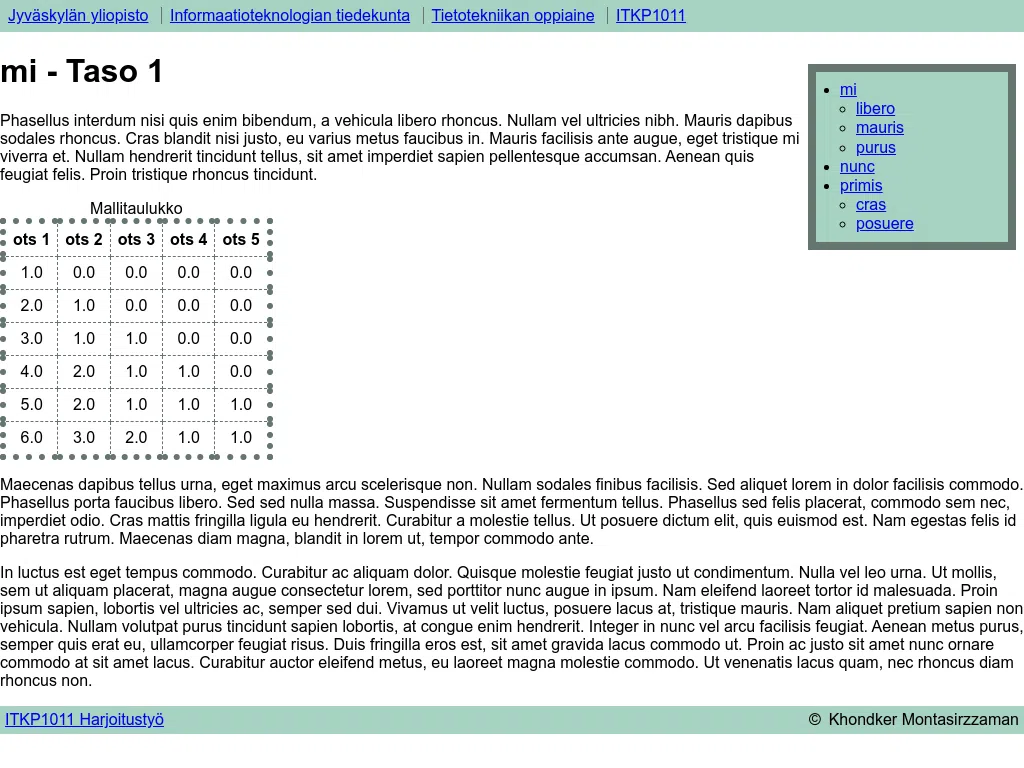 Jyväskylän yliopisto Informaatioteknologian tiedekunta Tietotekniikan oppiaine ITKP1011
mi - Taso 1
mi
libero
mauris
purus
nunc
primis
cras
posuere
Phasellus interdum nisi quis enim bibendum, a vehicula libero rhoncus. Nullam vel ultricies nibh. Mauris dapibus
sodales rhoncus. Cras blandit nisi justo, eu varius metus faucibus in. Mauris facilisis ante augue, eget tristique mi
viverra et. Nullam hendrerit tincidunt tellus, sit amet imperdiet sapien pellentesque accumsan. Aenean quis
feugiat felis. Proin tristique rhoncus tincidunt.
Mallitaulukko
ots 1 ots 2 ots 3 ots 4 ots 5
1.0 0.0 0.0 0.0 0.0
2.0 1.0 0.0 0.0 0.0
3.0 1.0 1.0 0.0 0.0
4.0 2.0 1.0 1.0 0.0
5.0 2.0 1.0 1.0 1.0
6.0 3.0 2.0 1.0 1.0
Maecenas dapibus tellus urna, eget maximus arcu scelerisque non. Nullam sodales finibus facilisis. Sed aliquet lorem in dolor facilisis commodo.
Phasellus porta faucibus libero. Sed sed nulla massa. Suspendisse sit amet fermentum tellus. Phasellus sed felis placerat, commodo sem nec,
imperdiet odio. Cras mattis fringilla ligula eu hendrerit. Curabitur a molestie tellus. Ut posuere dictum elit, quis euismod est. Nam egestas felis id
pharetra rutrum. Maecenas diam magna, blandit in lorem ut, tempor commodo ante.
In luctus est eget tempus commodo. Curabitur ac aliquam dolor. Quisque molestie feugiat justo ut condimentum. Nulla vel leo urna. Ut mollis,
sem ut aliquam placerat, magna augue consectetur lorem, sed porttitor nunc augue in ipsum. Nam eleifend laoreet tortor id malesuada. Proin
ipsum sapien, lobortis vel ultricies ac, semper sed dui. Vivamus ut velit luctus, posuere lacus at, tristique mauris. Nam aliquet pretium sapien non
vehicula. Nullam volutpat purus tincidunt sapien lobortis, at congue enim hendrerit. Integer in nunc vel arcu facilisis feugiat. Aenean metus purus,
semper quis erat eu, ullamcorper feugiat risus. Duis fringilla eros est, sit amet gravida lacus commodo ut. Proin ac justo sit amet nunc ornare
commodo at sit amet lacus. Curabitur auctor eleifend metus, eu laoreet magna molestie commodo. Ut venenatis lacus quam, nec rhoncus diam
rhoncus non.
ITKP1011 Harjoitustyö © Khondker Montasirzzaman